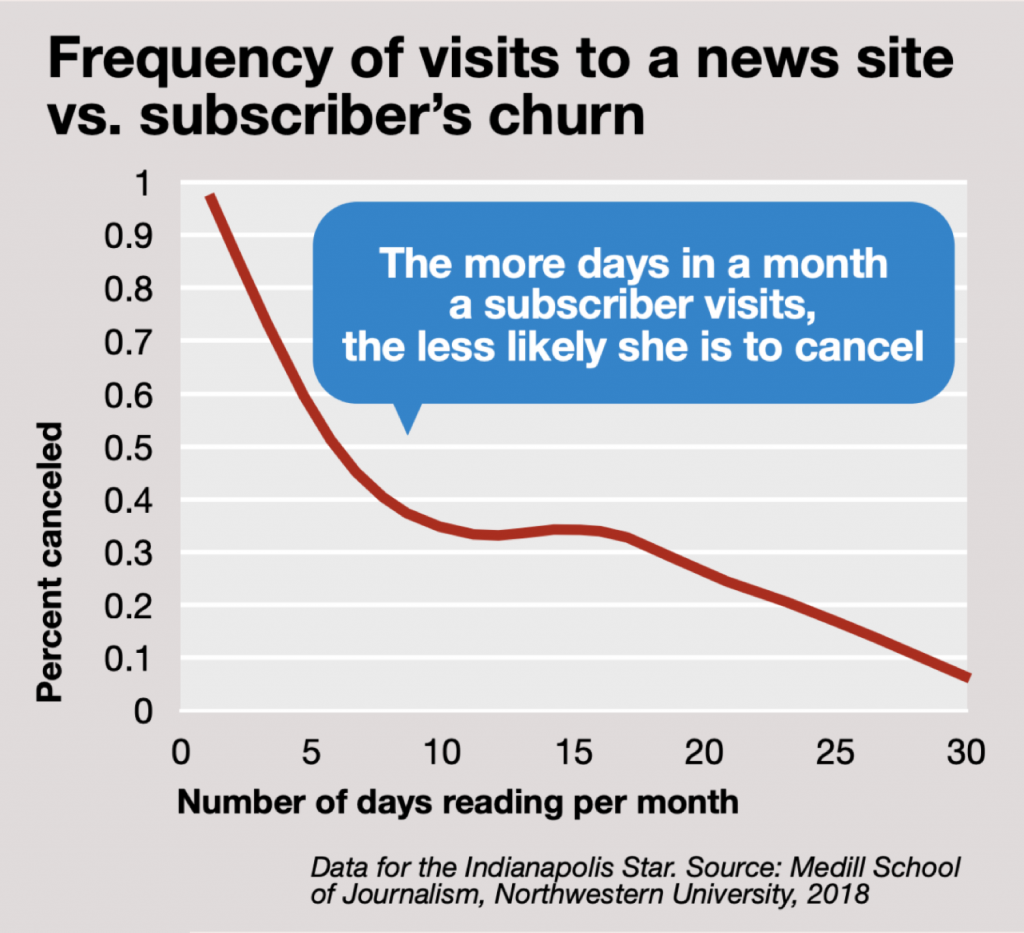 Frequency of visits to a news site
vs. subscriber’s churn
1
0.9
0.8
0.7
0.6
0.5
0.4
0.3
0.2
0.1
0
Percent canceled
The more days in a month
a subscriber visits,
the less likely she is to cancel
0 5 10 15 20 25 30
Number of days reading per month
Data for the Indianapolis Star. Source: Medill School
of Journalism, Northwestern University, 2018